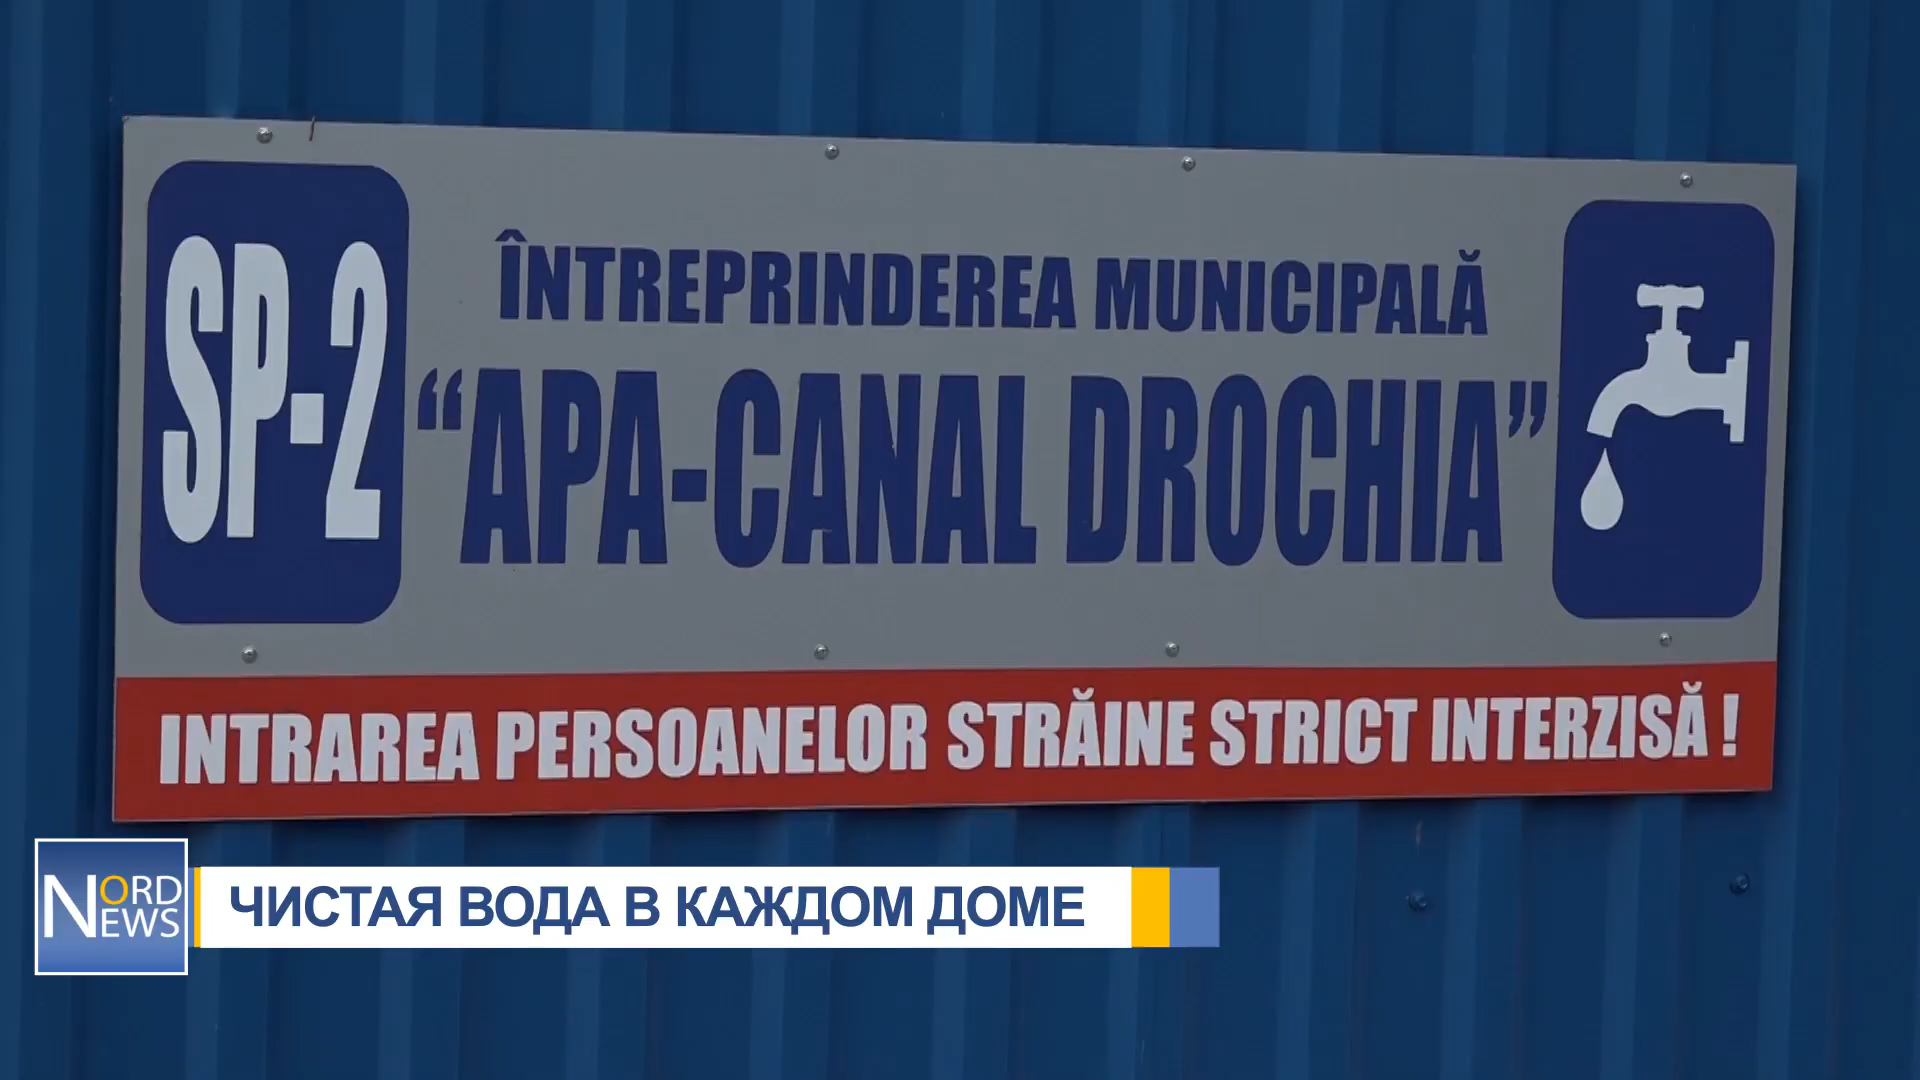 SP-2
ÎNTREPRINDEREA MUNICIPALĂ
“APA-CANAL DROCHIA”
INTRAREA PERSOANELOR STRĂINE STRICT INTERZISĂ !
NORD
NEWS
ЧИСТАЯ ВОДА В КАЖДОМ ДОМЕ